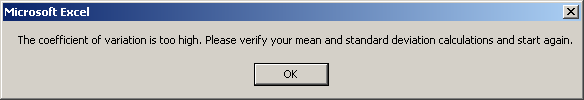 Microsoft Excel
The coefficient of variation is too high. Please verify your mean and standard deviation calculations and start again.
OK